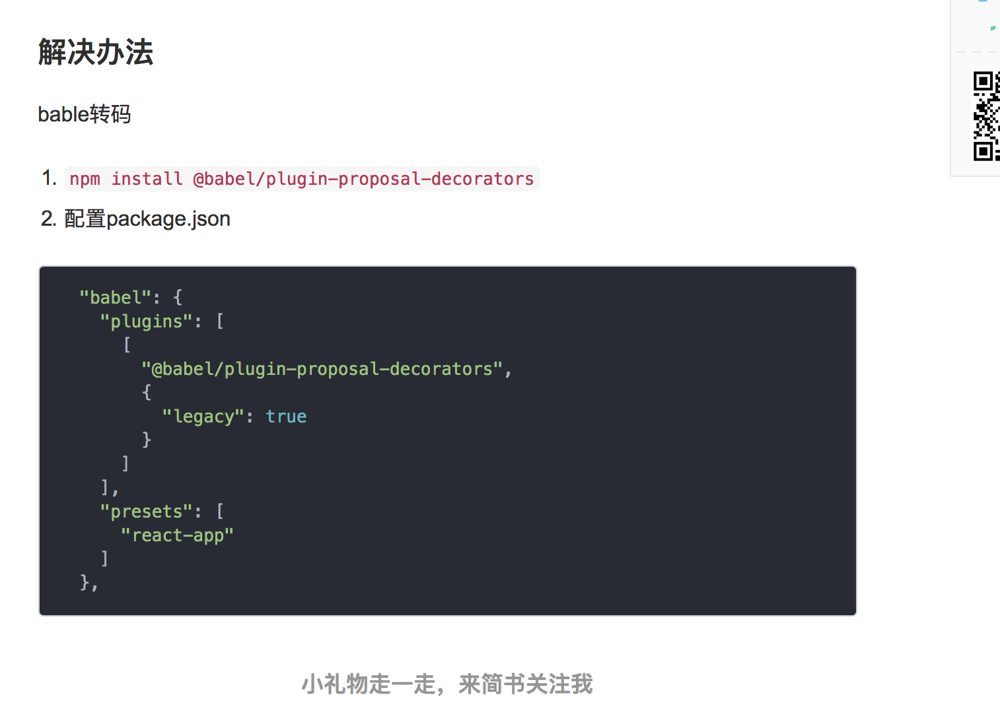 解决办法
bable转码
1. npm install @babel/plugin-proposal-decorators
2. 配置package.json
"babel": {
  "plugins": [
    [
      "@babel/plugin-proposal-decorators",
      {
        "legacy": true
      }
    ]
  ],
  "presets": [
    "react-app"
  ]
},
小礼物走一走，来简书关注我